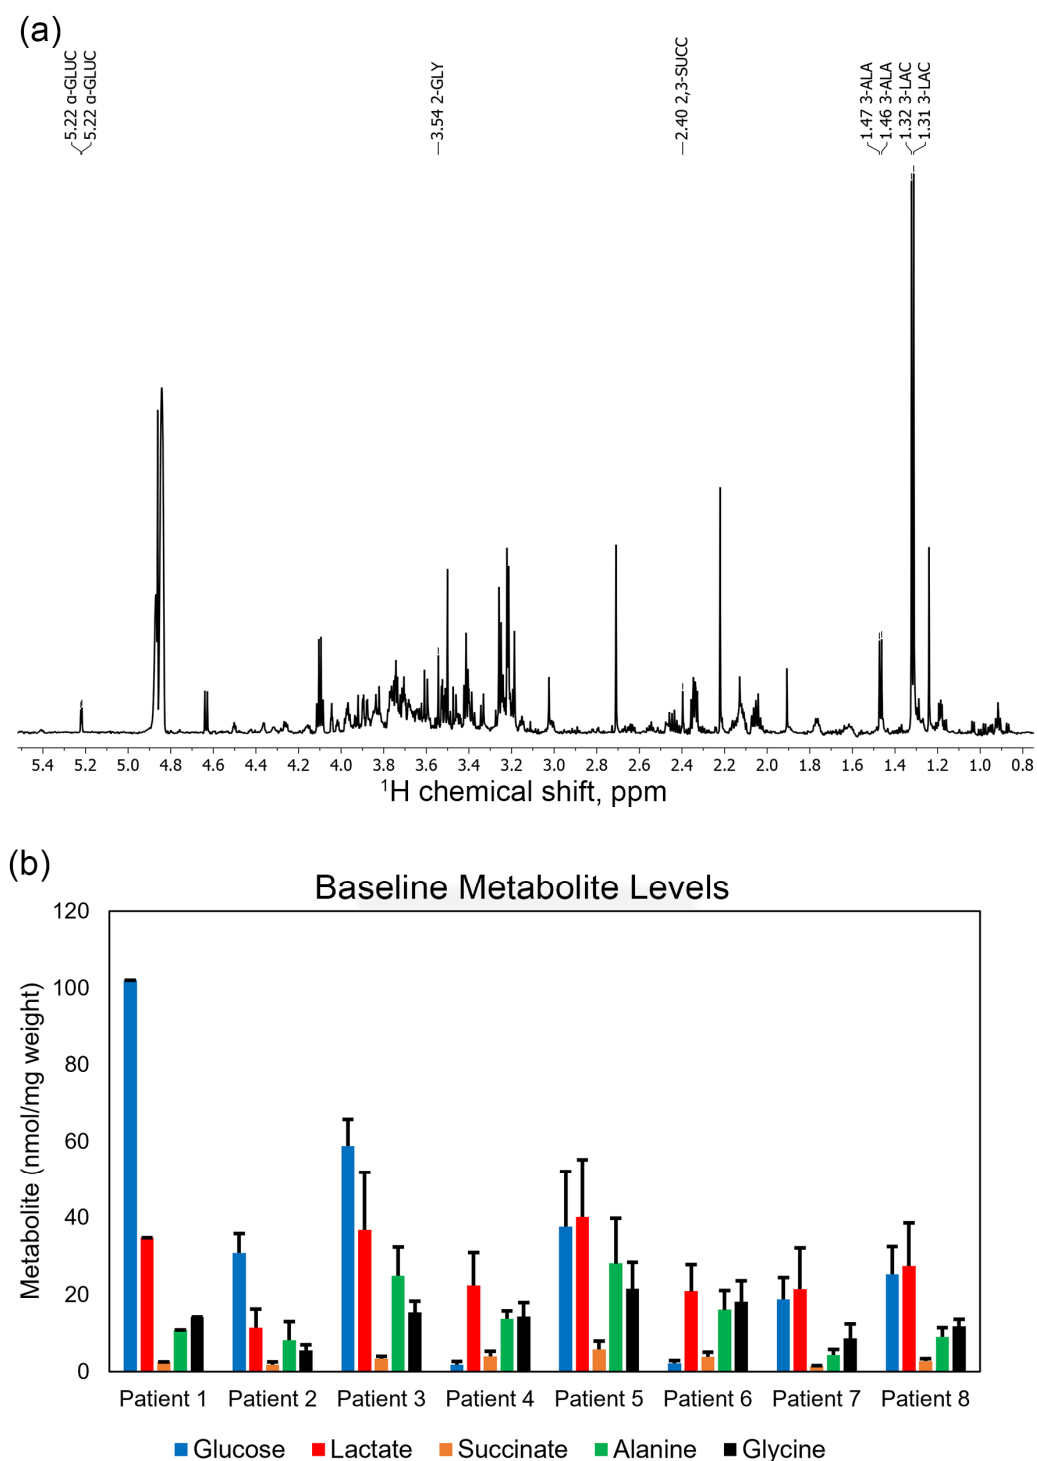 (a)
5.22 α-GLUC
5.22 α-GLUC
3.54 2-GLY
2.40 2,3-SUCC
1.47 3-ALA
1.46 3-ALA
1.32 3-LAC
1.31 3-LAC
5.4 5.2 5.0 4.8 4.6 4.4 4.2 4.0 3.8 3.6 3.4 3.2 3.0 2.8 2.6 2.4 2.2 2.0 1.8 1.6 1.4 1.2 1.0 0.8
¹H chemical shift, ppm
(b)
Baseline Metabolite Levels
Metabolite (nmol/mg weight)
120
100
80
60
40
20
0
Patient 1 Patient 2 Patient 3 Patient 4 Patient 5 Patient 6 Patient 7 Patient 8
Glucose Lactate Succinate Alanine Glycine